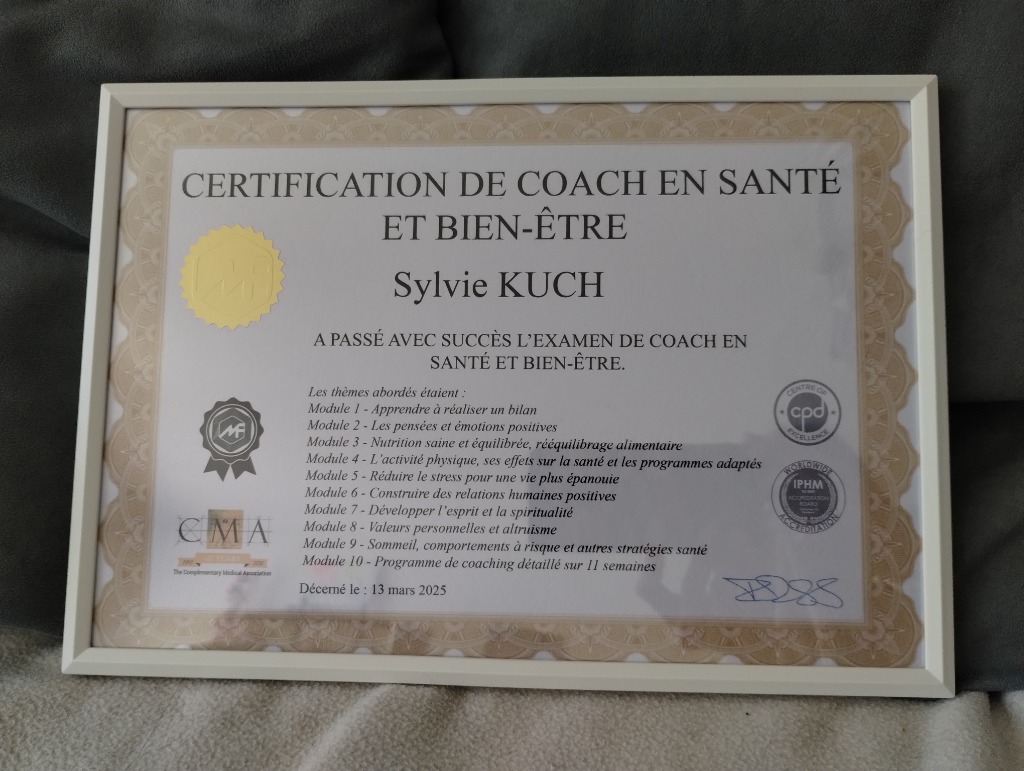 CERTIFICATION DE COACH EN SANTÉ
ET BIEN-ÊTRE
Sylvie KUCH
A PASSÉ AVEC SUCCÈS L'EXAMEN DE COACH EN
SANTÉ ET BIEN-ÊTRE.
Les thèmes abordés étaient :
Module 1 - Apprendre à réaliser un bilan
Module 2 - Les pensées et émotions positives
Module 3 - Nutrition saine et équilibrée, rééquilibrage alimentaire
Module 4 - L'activité physique, ses effets sur la santé et les programmes adaptés
Module 5 - Réduire le stress pour une vie plus épanouie
Module 6 - Construire des relations humaines positives
Module 7 - Développer l'esprit et la spiritualité
Module 8 - Valeurs personnelles et altruisme
Module 9 - Sommeil, comportements à risque et autres stratégies santé
Module 10 - Programme de coaching détaillé sur 11 semaines
Décerné le : 13 mars 2025
MF
CMA
The Complimentary Medical Association
CENTRE OF
cpd
EXCELLENCE
WORLDWIDE
IPHM
ACCREDITATION
BOARD
ACCREDITATION